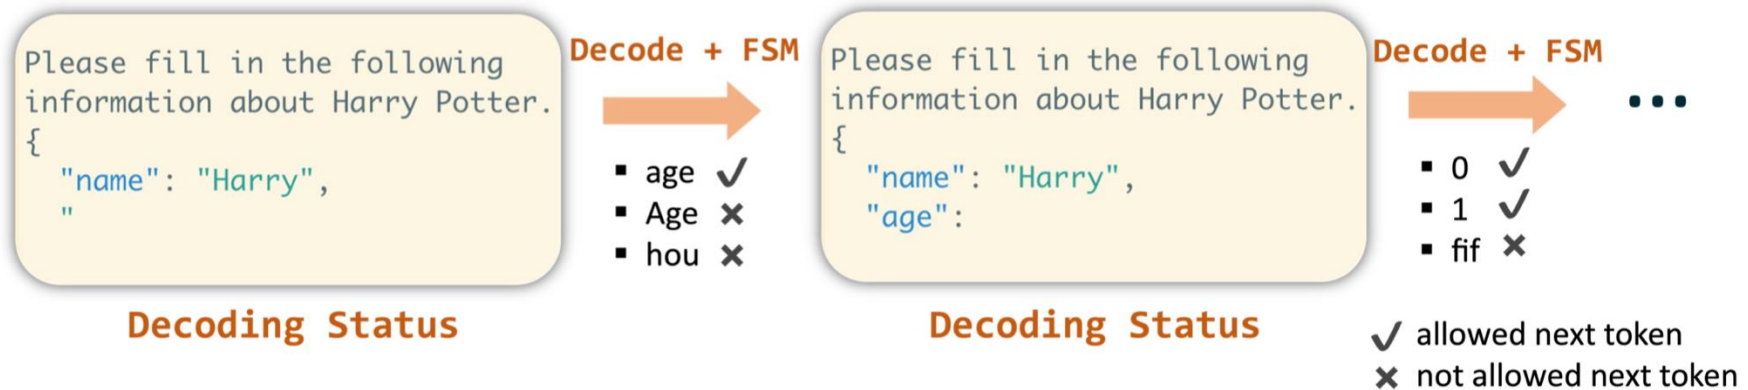 Please fill in the following
information about Harry Potter.
{
"name": "Harry",
"
Decoding Status
Decode + FSM
age ✓
Age ✗
hou ✗
Please fill in the following
information about Harry Potter.
{
"name": "Harry",
"age":
Decoding Status
Decode + FSM
0 ✓
1 ✓
fif ✗
...
✓ allowed next token
✗ not allowed next token